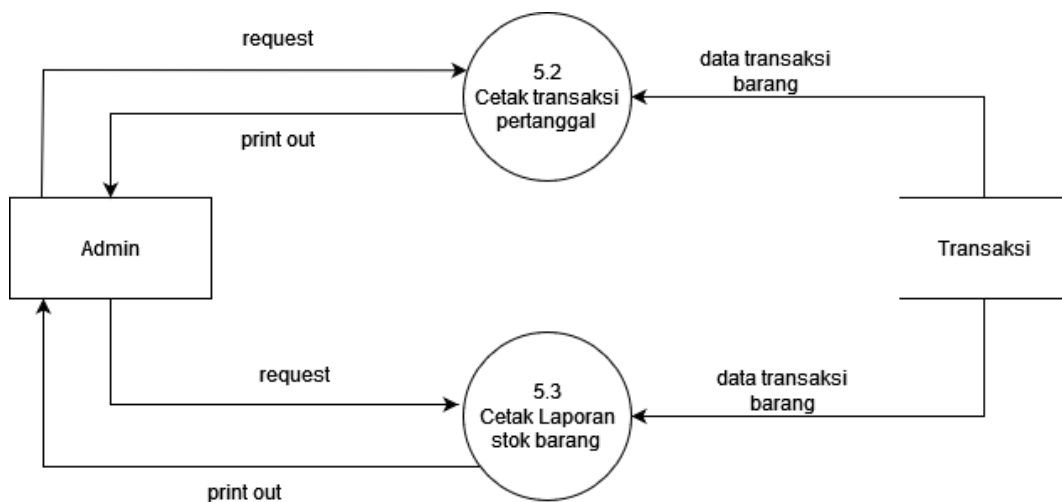 request
5.2
Cetak transaksi
pertanggal
data transaksi
barang
print out
Admin
Transaksi
request
5.3
Cetak Laporan
stok barang
data transaksi
barang
print out